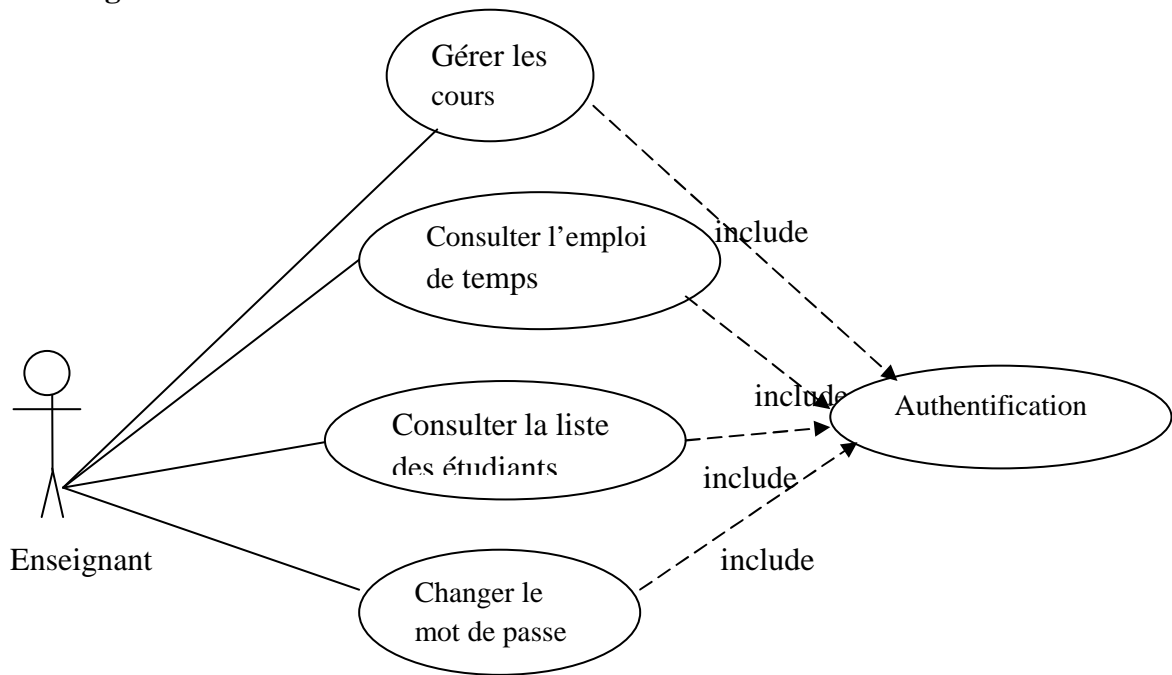 Gérer les
cours
Consulter l’emploi
de temps
include
include
Authentification
Consulter la liste
des étudiants
include
Enseignant
include
Changer le
mot de passe